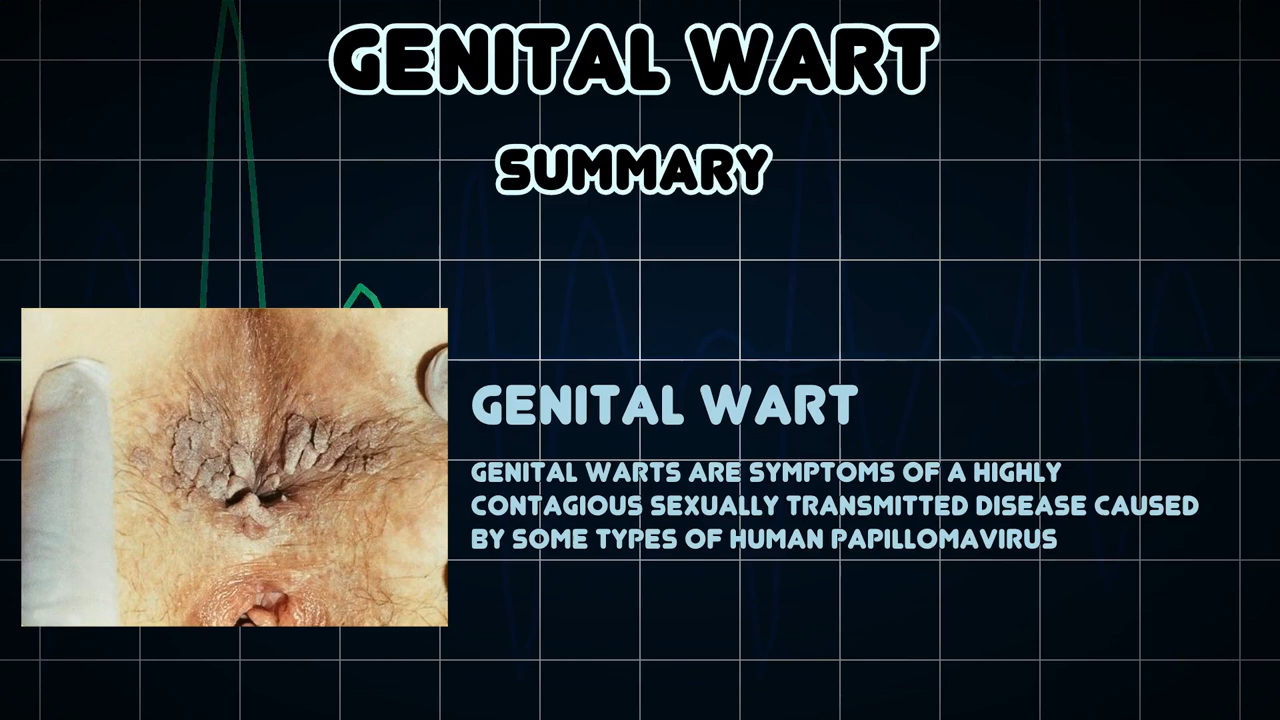 GENITAL WART
SUMMARY
GENITAL WART
GENITAL WARTS ARE SYMPTOMS OF A HIGHLY
CONTAGIOUS SEXUALLY TRANSMITTED DISEASE CAUSED
BY SOME TYPES OF HUMAN PAPILLOMAVIRUS